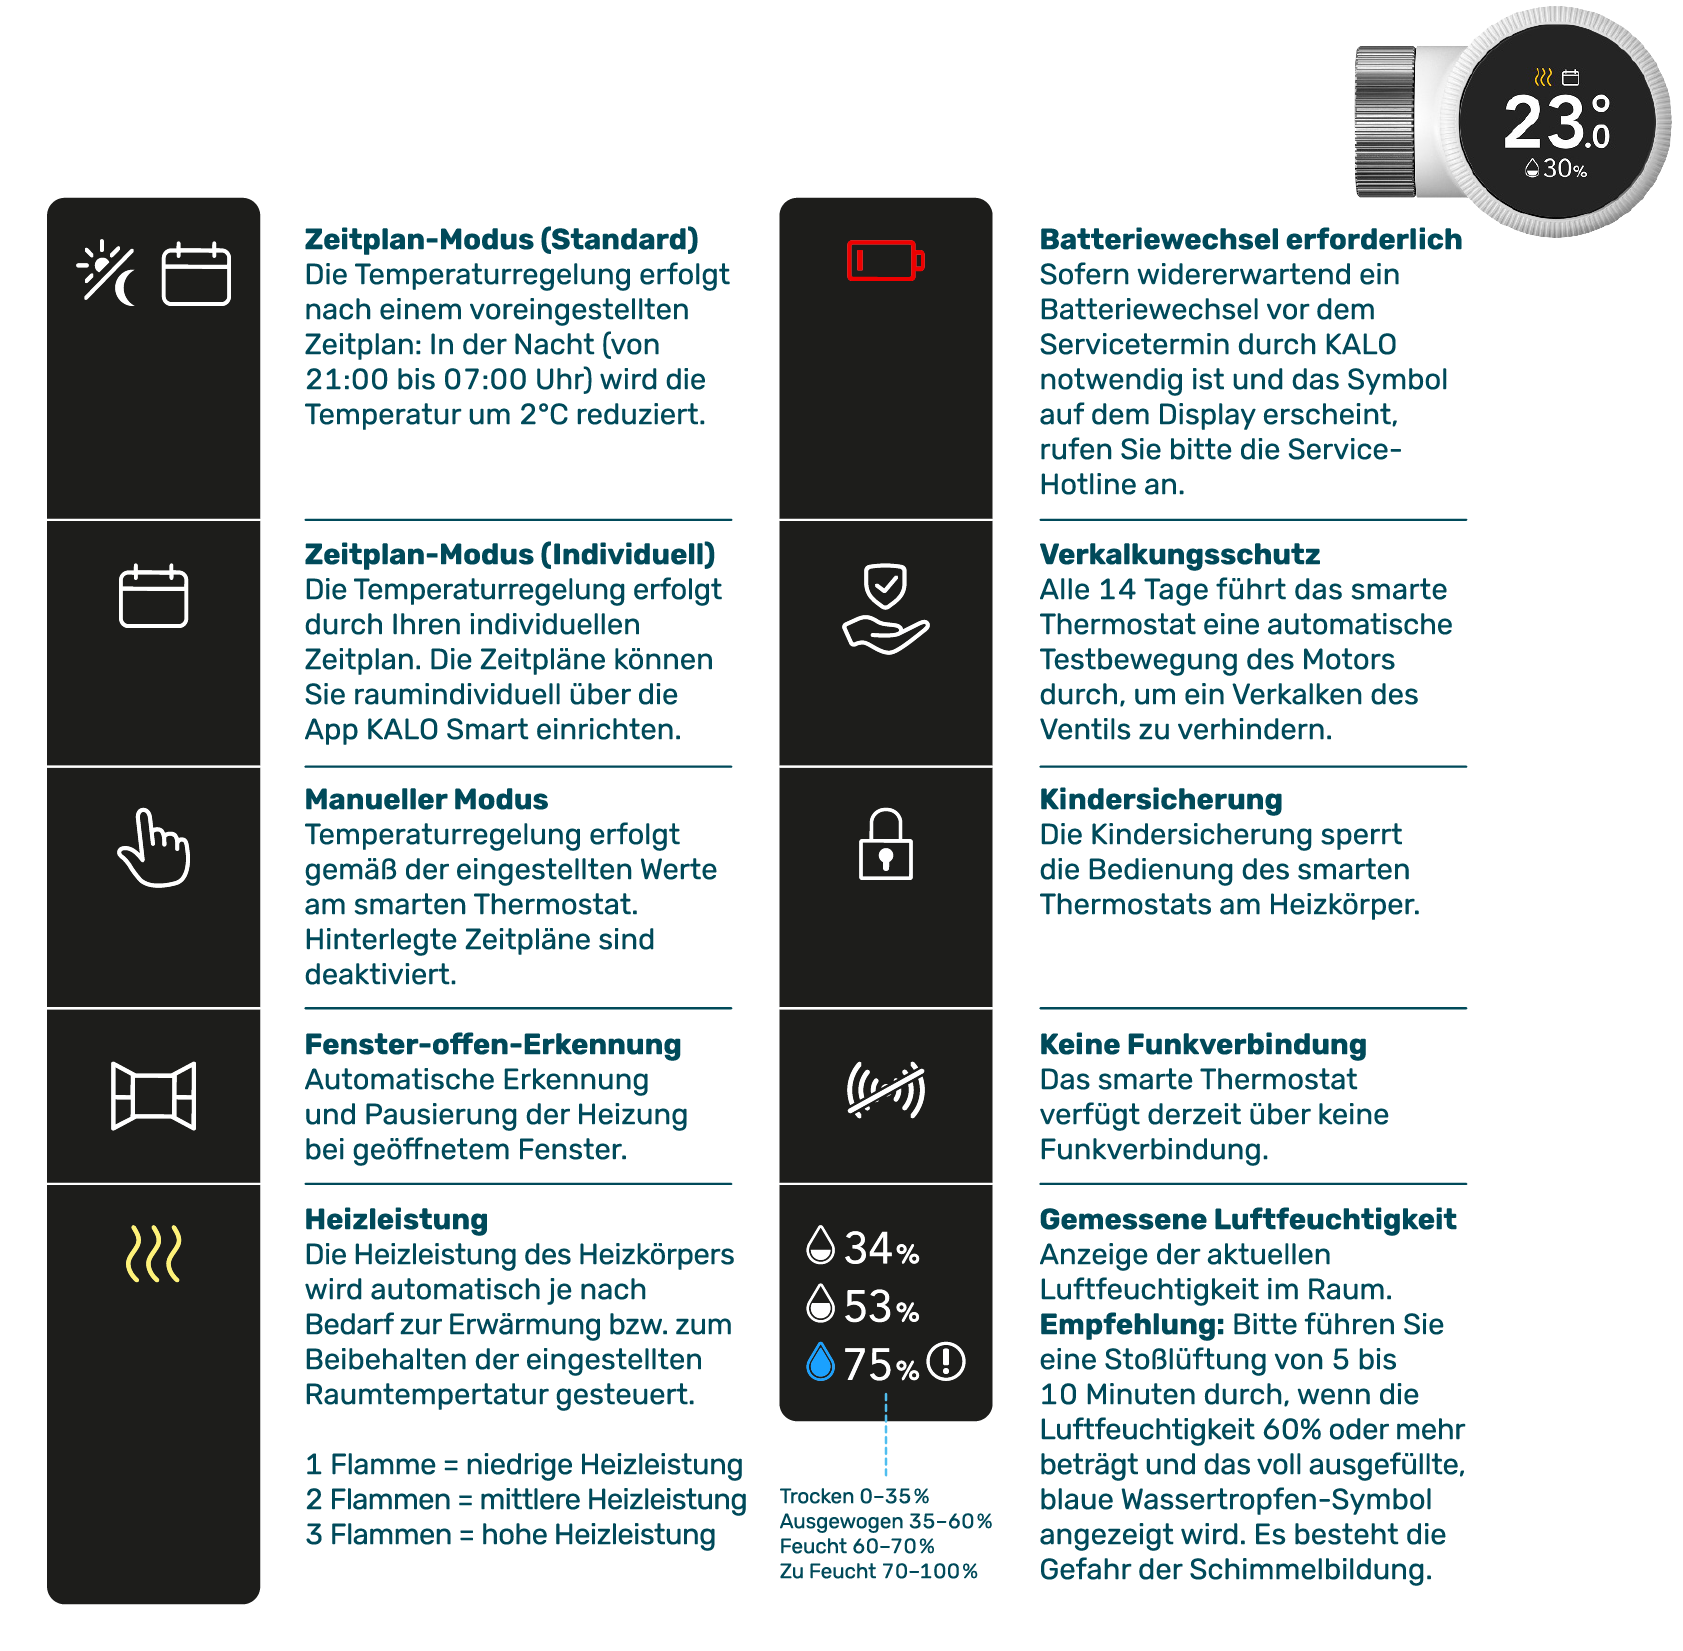 23.0°
30%
Zeitplan-Modus (Standard)
Die Temperaturregelung erfolgt
nach einem voreingestellten
Zeitplan: In der Nacht (von
21:00 bis 07:00 Uhr) wird die
Temperatur um 2°C reduziert.
Zeitplan-Modus (Individuell)
Die Temperaturregelung erfolgt
durch Ihren individuellen
Zeitplan. Die Zeitpläne können
Sie raumindividuell über die
App KALO Smart einrichten.
Manueller Modus
Temperaturregelung erfolgt
gemäß der eingestellten Werte
am smarten Thermostat.
Hinterlegte Zeitpläne sind
deaktiviert.
Fenster-offen-Erkennung
Automatische Erkennung
und Pausierung der Heizung
bei geöffnetem Fenster.
Heizleistung
Die Heizleistung des Heizkörpers
wird automatisch je nach
Bedarf zur Erwärmung bzw. zum
Beibehalten der eingestellten
Raumtempertatur gesteuert.
1 Flamme = niedrige Heizleistung
2 Flammen = mittlere Heizleistung
3 Flammen = hohe Heizleistung
Batteriewechsel erforderlich
Sofern widererwartend ein
Batteriewechsel vor dem
Servicetermin durch KALO
notwendig ist und das Symbol
auf dem Display erscheint,
rufen Sie bitte die Service-
Hotline an.
Verkalkungsschutz
Alle 14 Tage führt das smarte
Thermostat eine automatische
Testbewegung des Motors
durch, um ein Verkalken des
Ventils zu verhindern.
Kindersicherung
Die Kindersicherung sperrt
die Bedienung des smarten
Thermostats am Heizkörper.
Keine Funkverbindung
Das smarte Thermostat
verfügt derzeit über keine
Funkverbindung.
34%
53%
75%
Trocken 0–35%
Ausgewogen 35–60%
Feucht 60–70%
Zu Feucht 70–100%
Gemessene Luftfeuchtigkeit
Anzeige der aktuellen
Luftfeuchtigkeit im Raum.
Empfehlung: Bitte führen Sie
eine Stoßlüftung von 5 bis
10 Minuten durch, wenn die
Luftfeuchtigkeit 60% oder mehr
beträgt und das voll ausgefüllte,
blaue Wassertropfen-Symbol
angezeigt wird. Es besteht die
Gefahr der Schimmelbildung.